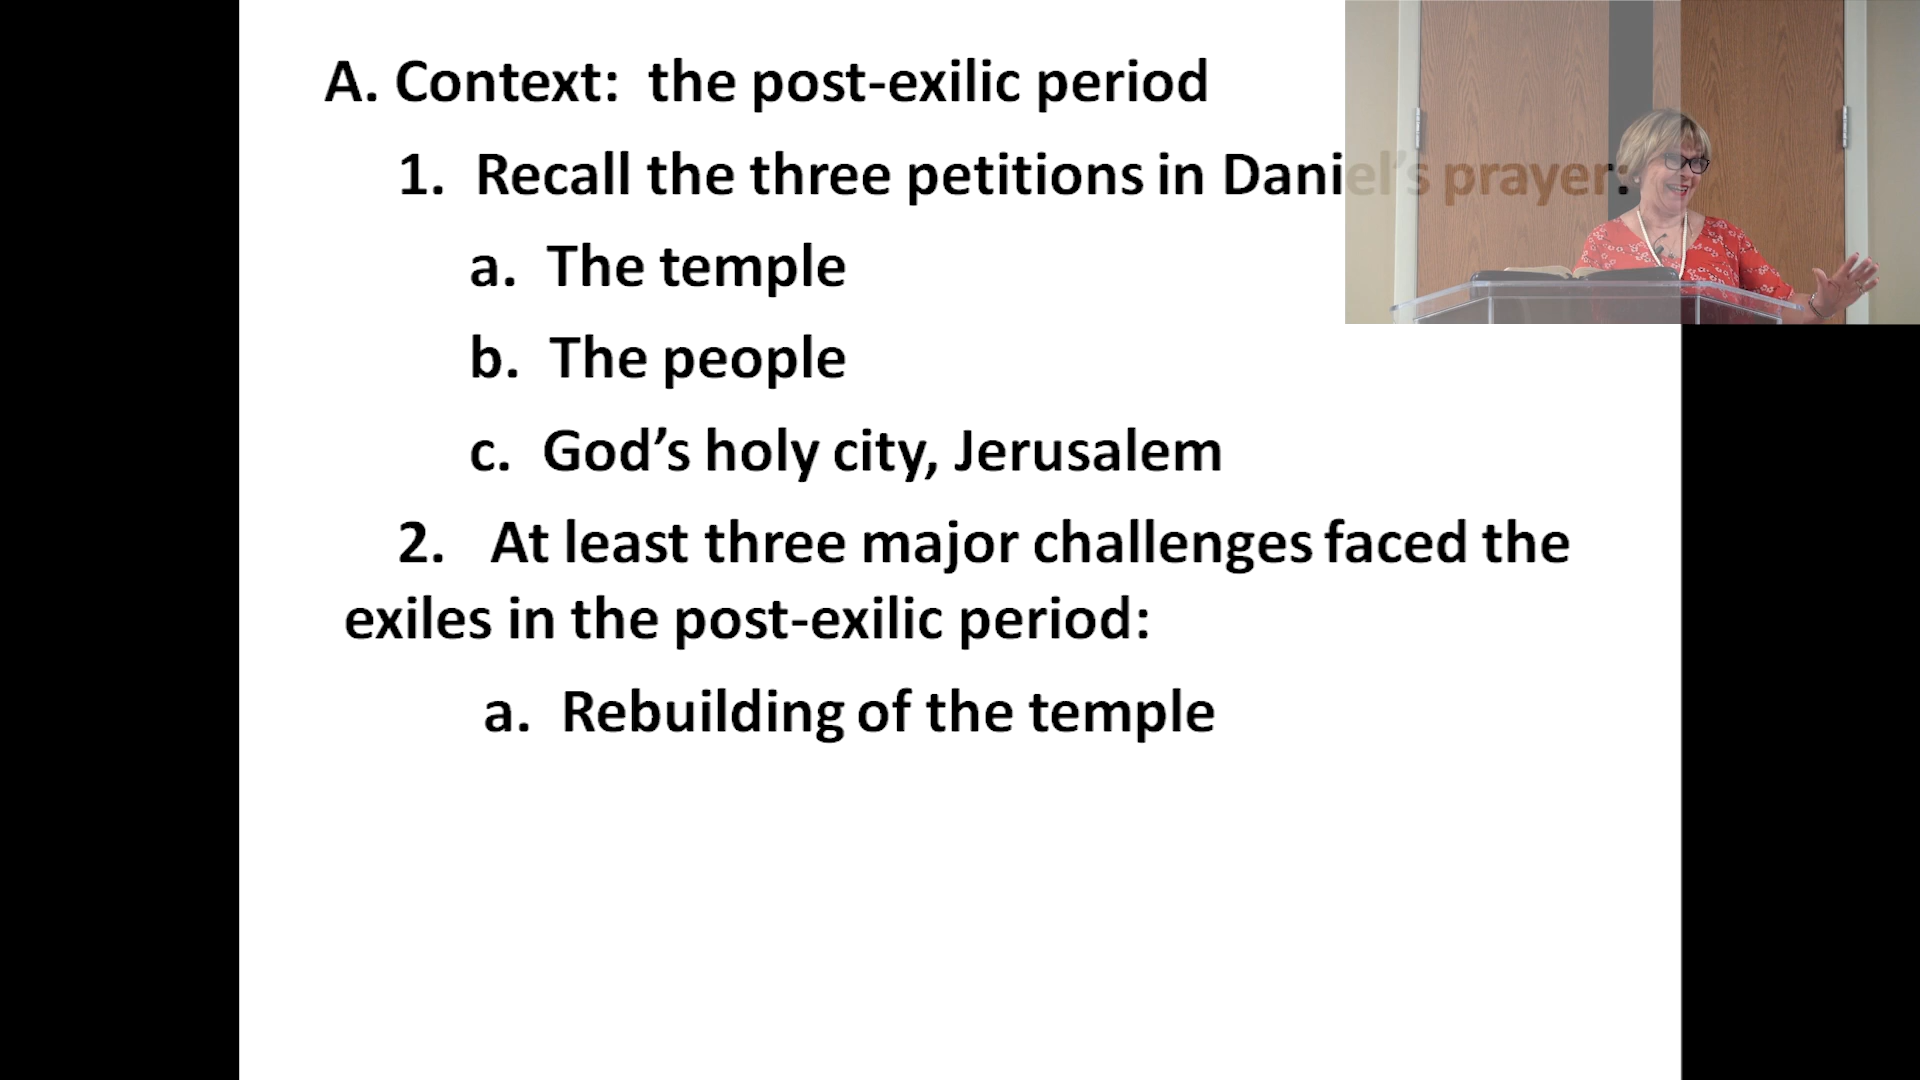 A. Context:  the post-exilic period
1.  Recall the three petitions in Daniel’s prayer:
a.  The temple
b.  The people
c.  God’s holy city, Jerusalem
2.   At least three major challenges faced the
exiles in the post-exilic period:
a.  Rebuilding of the temple